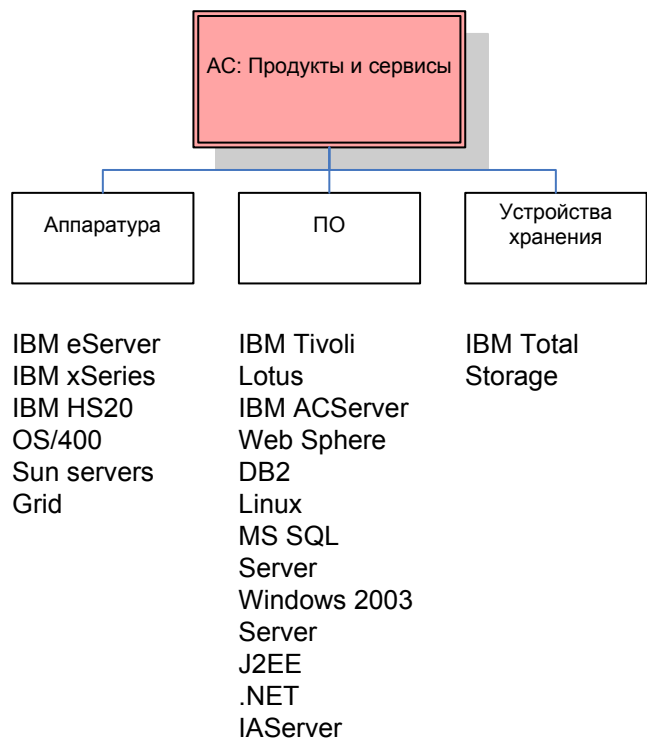 АС: Продукты и сервисы
Аппаратура
ПО
Устройства
хранения
IBM eServer
IBM xSeries
IBM HS20
OS/400
Sun servers
Grid
IBM Tivoli
Lotus
IBM ACServer
Web Sphere
DB2
Linux
MS SQL
Server
Windows 2003
Server
J2EE
.NET
IAServer
IBM Total
Storage